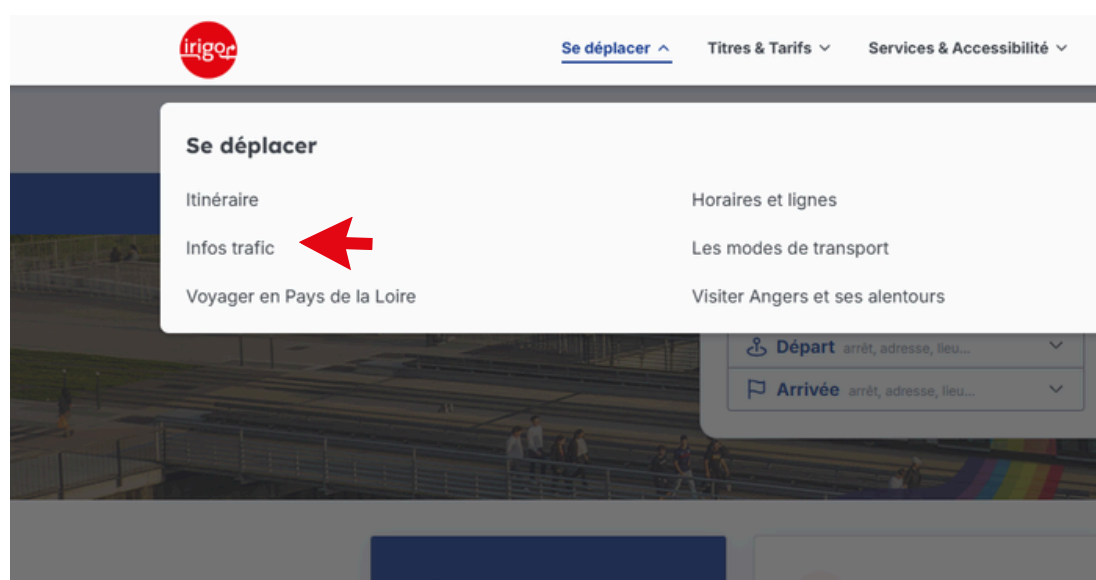 irigo
Se déplacer
Titres & Tarifs
Services & Accessibilité
Se déplacer
Itinéraire
Horaires et lignes
Infos trafic
Les modes de transport
Voyager en Pays de la Loire
Visiter Angers et ses alentours
Départ arrêt, adresse, lieu...
Arrivée arrêt, adresse, lieu...